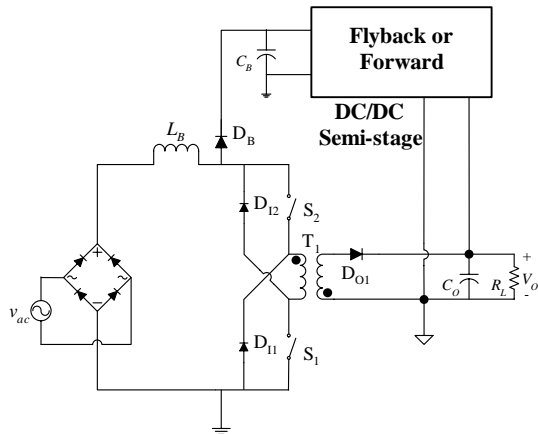 Flyback or
Forward
DC/DC
Semi-stage
C_B
D_B
L_B
D_I2
S_2
T_1
D_O1
C_O
R_L
+
V_O
-
v_ac
+
~
~
−
D_I1
S_1